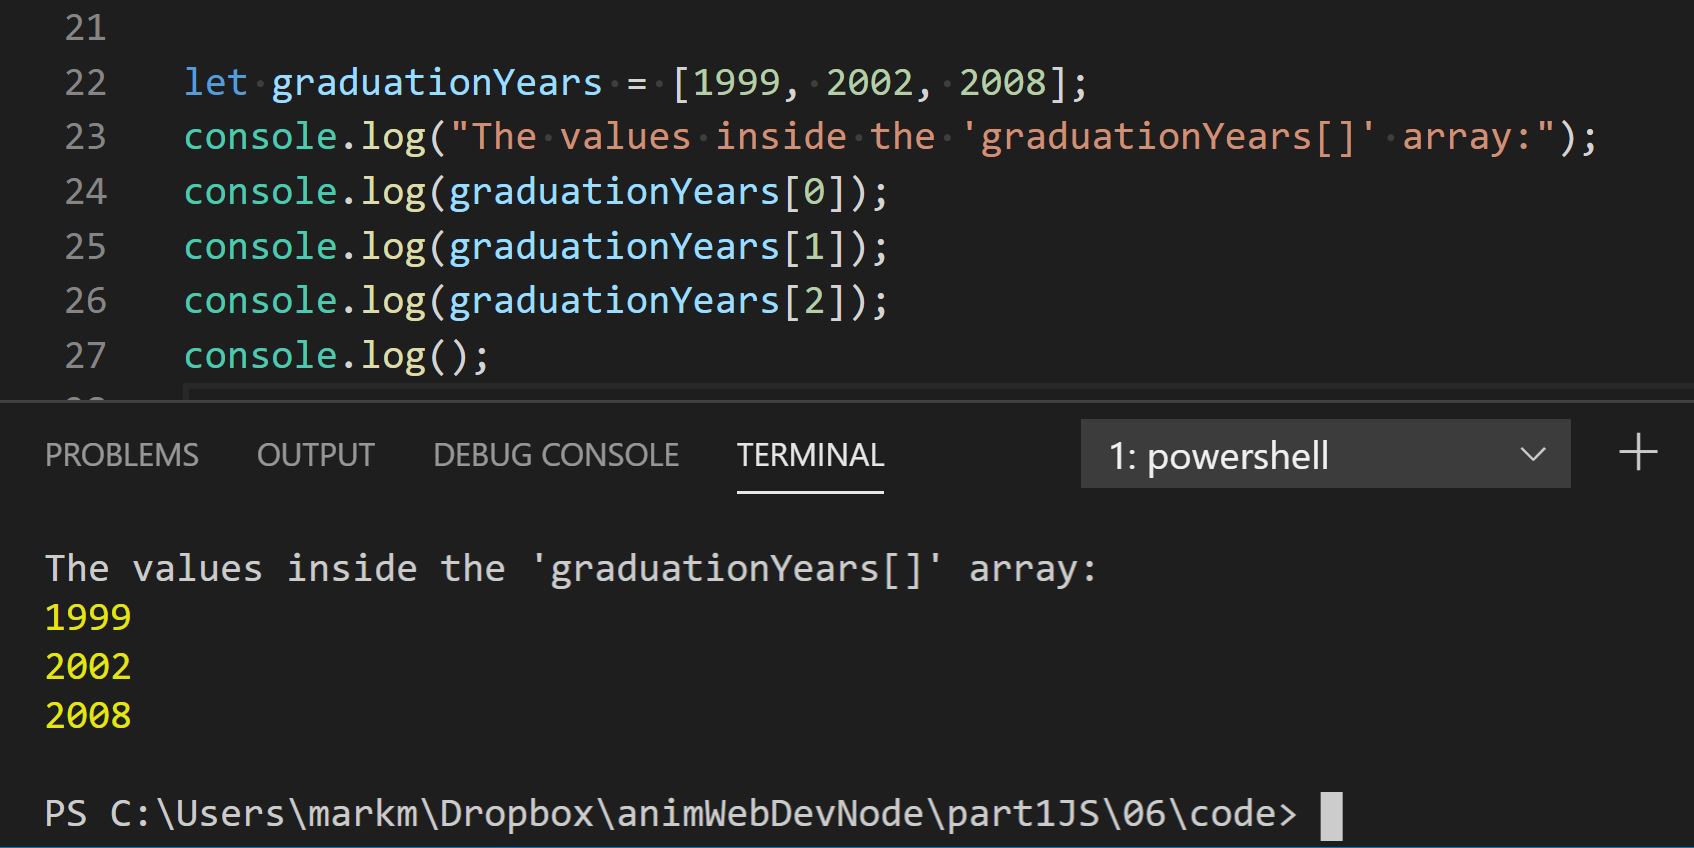 21
22 let graduationYears = [1999, 2002, 2008];
23 console.log("The values inside the 'graduationYears[]' array:");
24 console.log(graduationYears[0]);
25 console.log(graduationYears[1]);
26 console.log(graduationYears[2]);
27 console.log();
PROBLEMS OUTPUT DEBUG CONSOLE TERMINAL 1: powershell
The values inside the 'graduationYears[]' array:
1999
2002
2008
PS C:\Users\markm\Dropbox\animWebDevNode\part1JS\06\code>